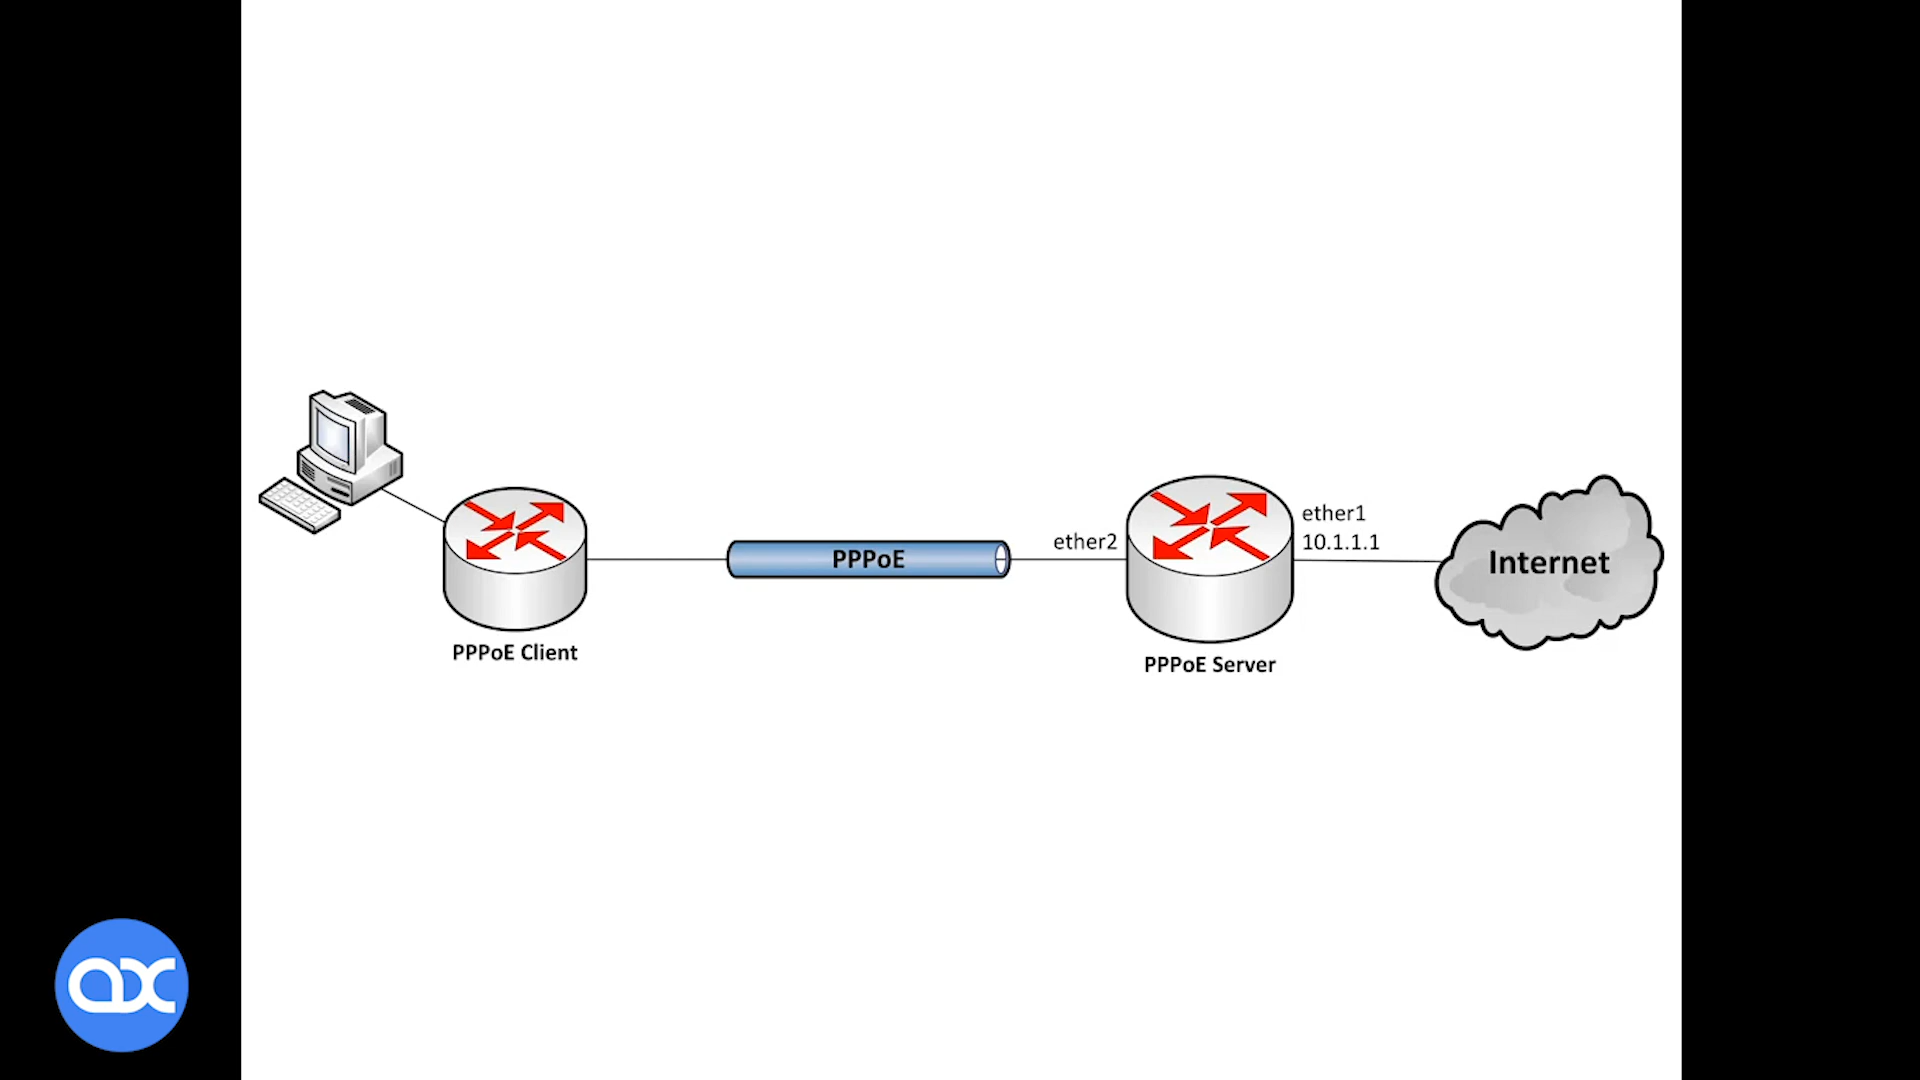 ether1
ether2
10.1.1.1
PPPoE
Internet
PPPoE Client
PPPoE Server